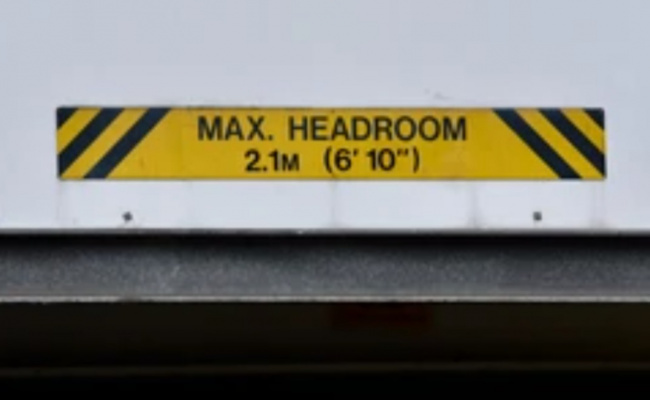 MAX. HEADROOM
2.1M (6' 10")